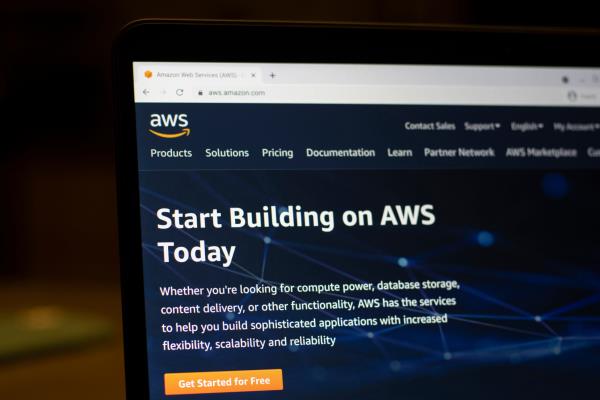 Amazon Web Services (AWS) -
aws.amazon.com
aws
Contact Sales Support English My Account
Products Solutions Pricing Documentation Learn Partner Network AWS Marketplace
Start Building on AWS
Today
Whether you're looking for compute power, database storage,
content delivery, or other functionality, AWS has the services
to help you build sophisticated applications with increased
flexibility, scalability and reliability
Get Started for Free